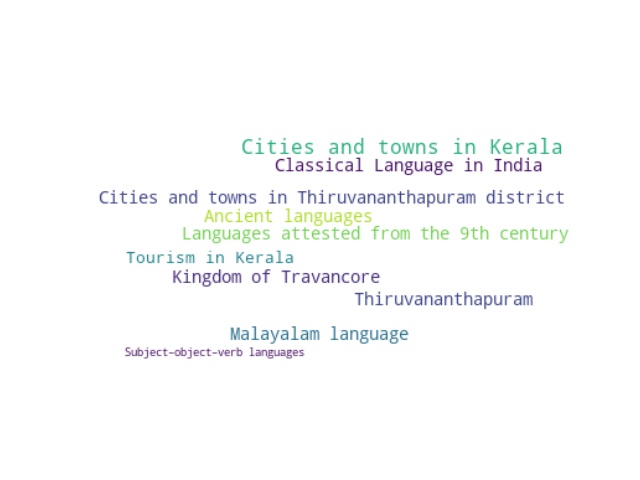 Cities and towns in Kerala
Classical Language in India
Cities and towns in Thiruvananthapuram district
Ancient languages
Languages attested from the 9th century
Tourism in Kerala
Kingdom of Travancore
Thiruvananthapuram
Malayalam language
Subject–object–verb languages